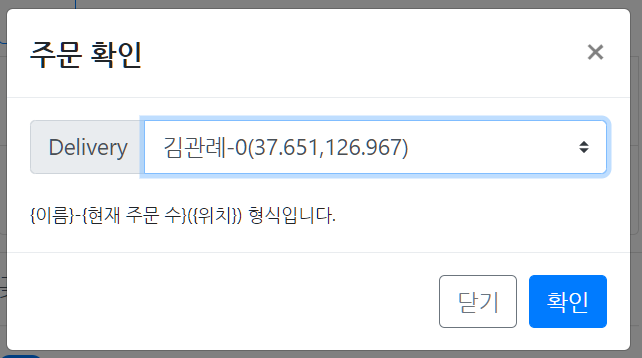 주문 확인
×
Delivery 김관례-0(37.651,126.967)
{이름}-{현재 주문 수}({위치}) 형식입니다.
닫기 확인